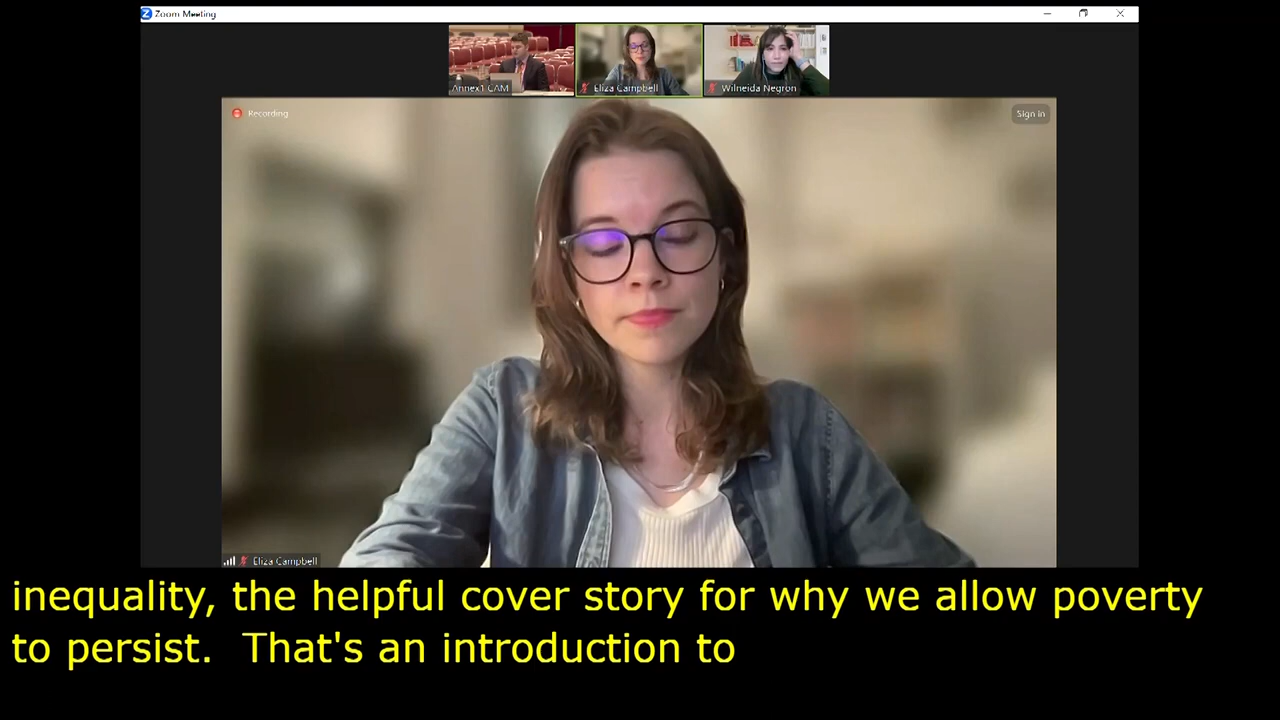 Zoom Meeting
Annex1 CAM
Eliza Campbell
Wilneida Negron
Recording
Sign in
Eliza Campbell
inequality, the helpful cover story for why we allow poverty
to persist.  That's an introduction to